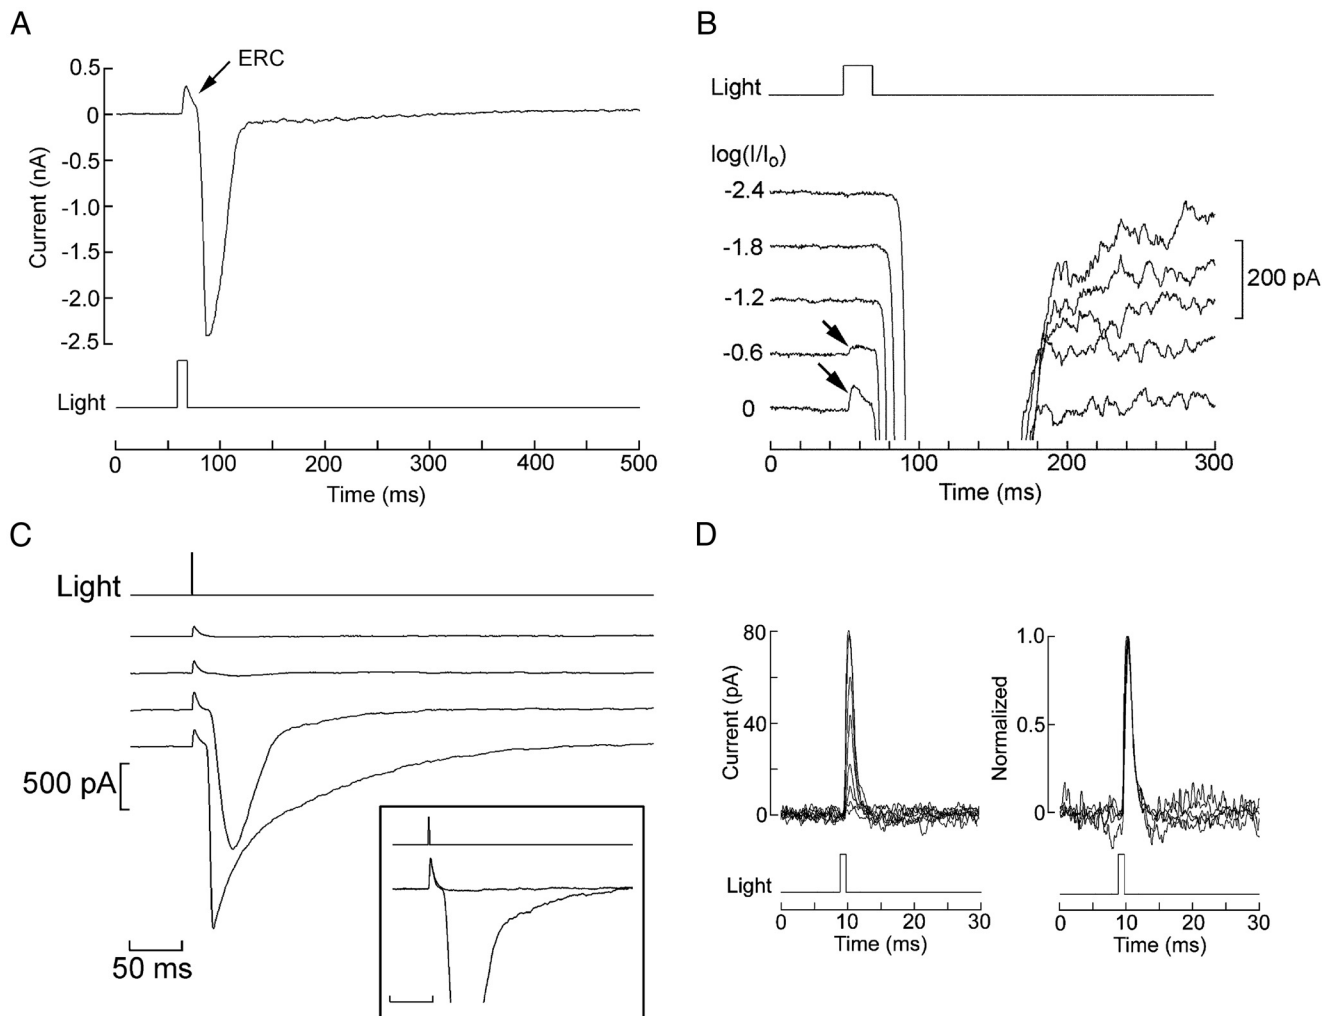 A
ERC
0.5
0
-0.5
-1.0
-1.5
-2.0
-2.5
Current (nA)
Light
0 100 200 300 400 500
Time (ms)
B
Light
log(I/Io)
-2.4
-1.8
-1.2
-0.6
0
200 pA
0 100 200 300
Time (ms)
C
Light
500 pA
50 ms
D
80
40
0
Current (pA)
Light
0 10 20 30
Time (ms)
1.0
0.5
0
Normalized
0 10 20 30
Time (ms)